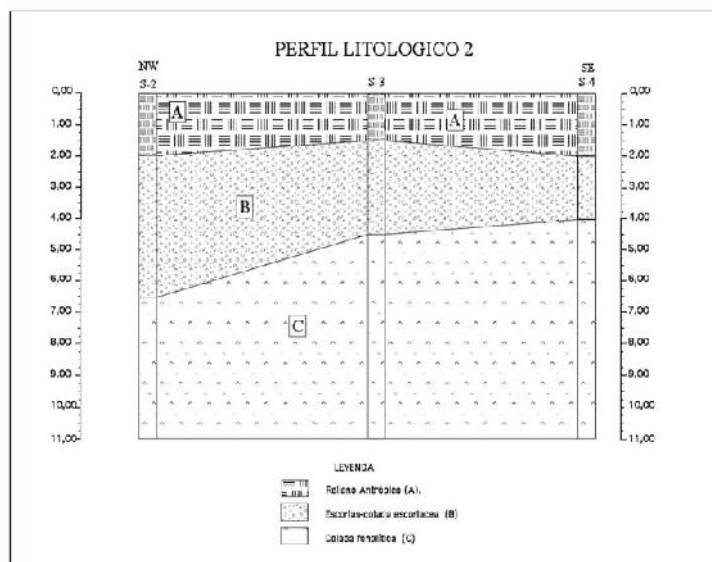 PERFIL LITOLOGICO 2
NW SE
S-2 S-3 S-4
0,00 0,00
A A
1,00 1,00
2,00 2,00
3,00 3,00
B
4,00 4,00
5,00 5,00
6,00 6,00
7,00 7,00
C
8,00 8,00
9,00 9,00
10,00 10,00
11,00 11,00
LEYENDA
Relleno Antrópico (A).
Escorias-colada escoriacea (B)
Colada fonolítica (C)